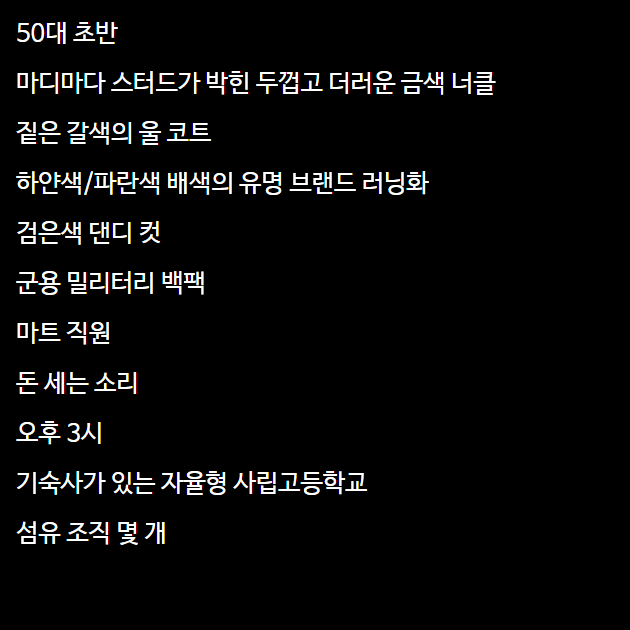 50대 초반
마디마다 스터드가 박힌 두껍고 더러운 금색 너클
짙은 갈색의 울 코트
하얀색/파란색 배색의 유명 브랜드 러닝화
검은색 댄디 컷
군용 밀리터리 백팩
마트 직원
돈 세는 소리
오후 3시
기숙사가 있는 자율형 사립고등학교
섬유 조직 몇 개